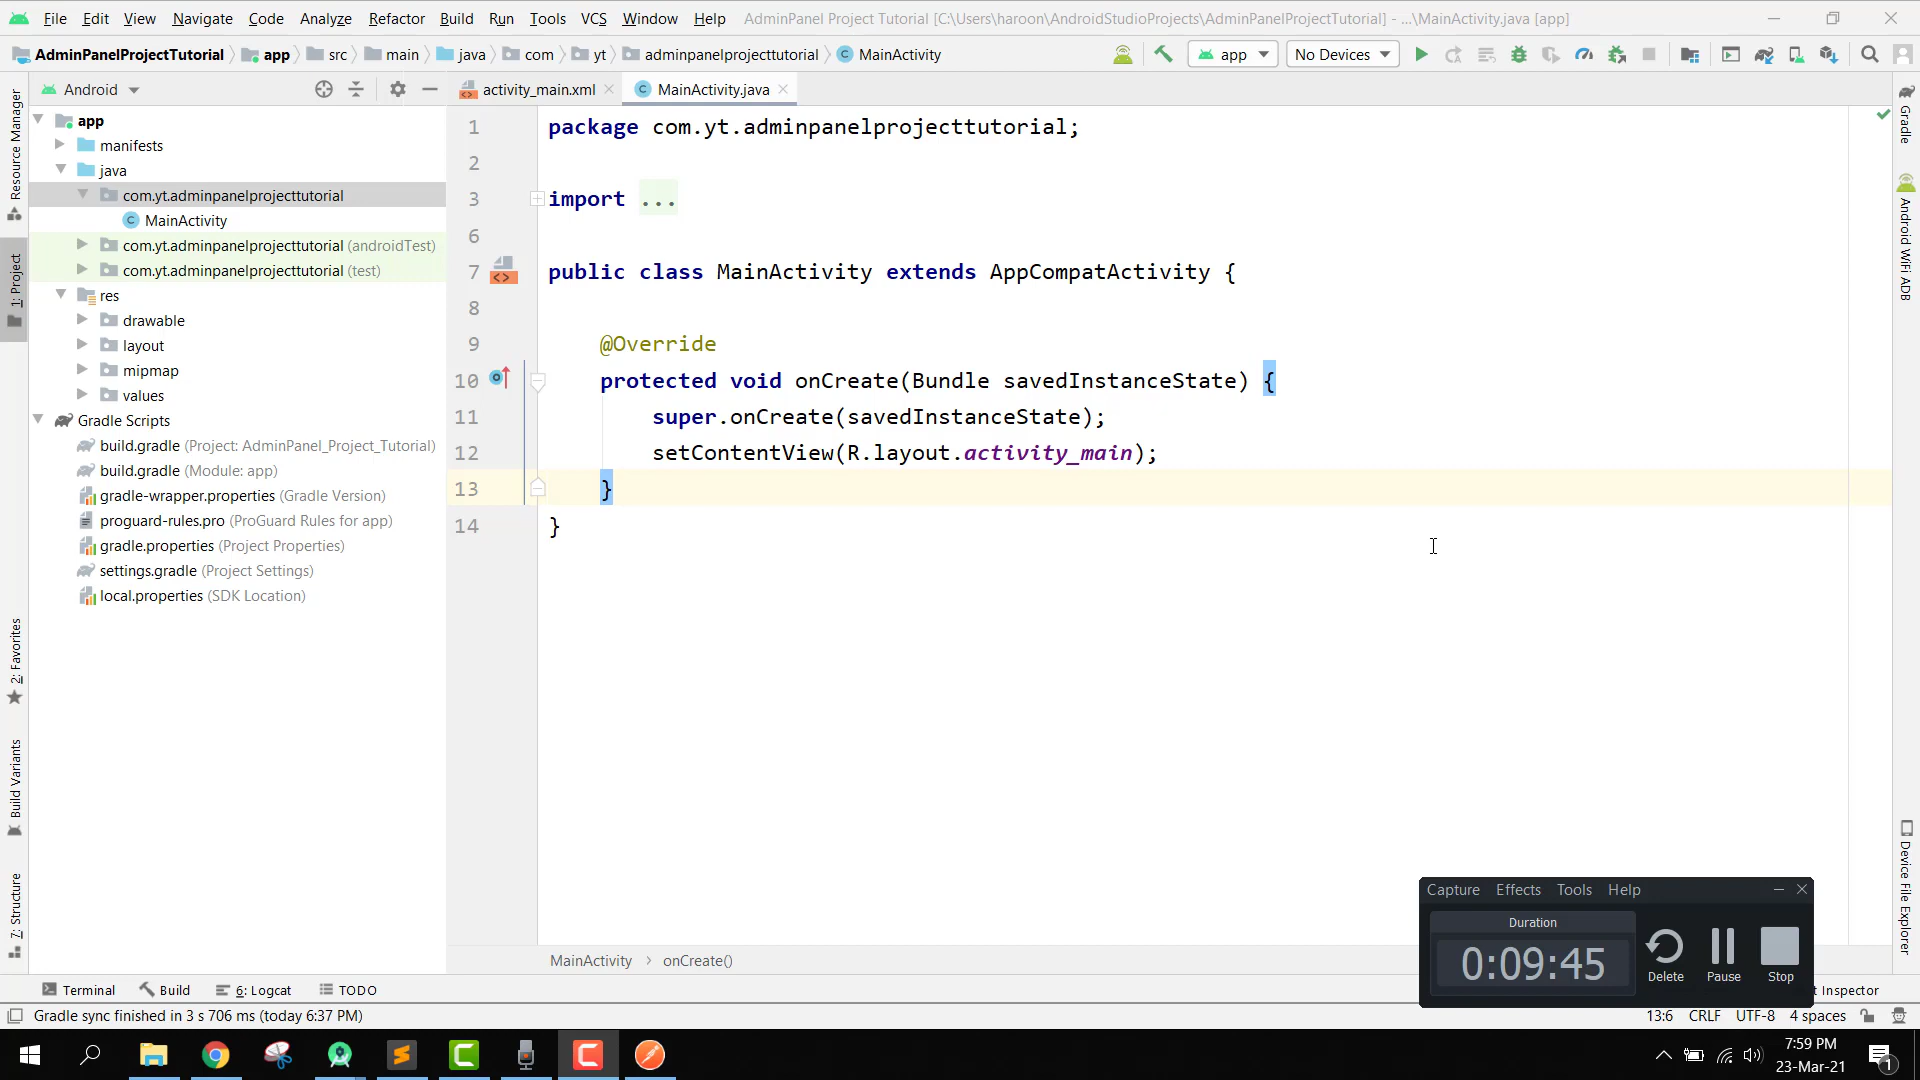 File Edit View Navigate Code Analyze Refactor Build Run Tools VCS Window Help AdminPanel Project Tutorial [C:\Users\haroon\AndroidStudioProjects\AdminPanelProjectTutorial] - ...\MainActivity.java [app]
AdminPanelProjectTutorial app src main java com yt adminpanelprojecttutorial MainActivity app No Devices
Android activity_main.xml MainActivity.java
app
manifests
java
com.yt.adminpanelprojecttutorial
MainActivity
com.yt.adminpanelprojecttutorial (androidTest)
com.yt.adminpanelprojecttutorial (test)
res
drawable
layout
mipmap
values
Gradle Scripts
build.gradle (Project: AdminPanel_Project_Tutorial)
build.gradle (Module: app)
gradle-wrapper.properties (Gradle Version)
proguard-rules.pro (ProGuard Rules for app)
gradle.properties (Project Properties)
settings.gradle (Project Settings)
local.properties (SDK Location)
Resource Manager
1: Project
2: Favorites
Build Variants
7: Structure
1 package com.yt.adminpanelprojecttutorial;
2
3 import ...
6
7 public class MainActivity extends AppCompatActivity {
8
9 @Override
10 protected void onCreate(Bundle savedInstanceState) {
11 super.onCreate(savedInstanceState);
12 setContentView(R.layout.activity_main);
13 }
14 }
Gradle
Android WiFi ADB
Device File Explorer
Capture Effects Tools Help
Duration
0:09:45
Delete Pause Stop
MainActivity > onCreate()
Terminal Build 6: Logcat TODO t Inspector
Gradle sync finished in 3 s 706 ms (today 6:37 PM) 13:6 CRLF UTF-8 4 spaces
7:59 PM
23-Mar-21
1